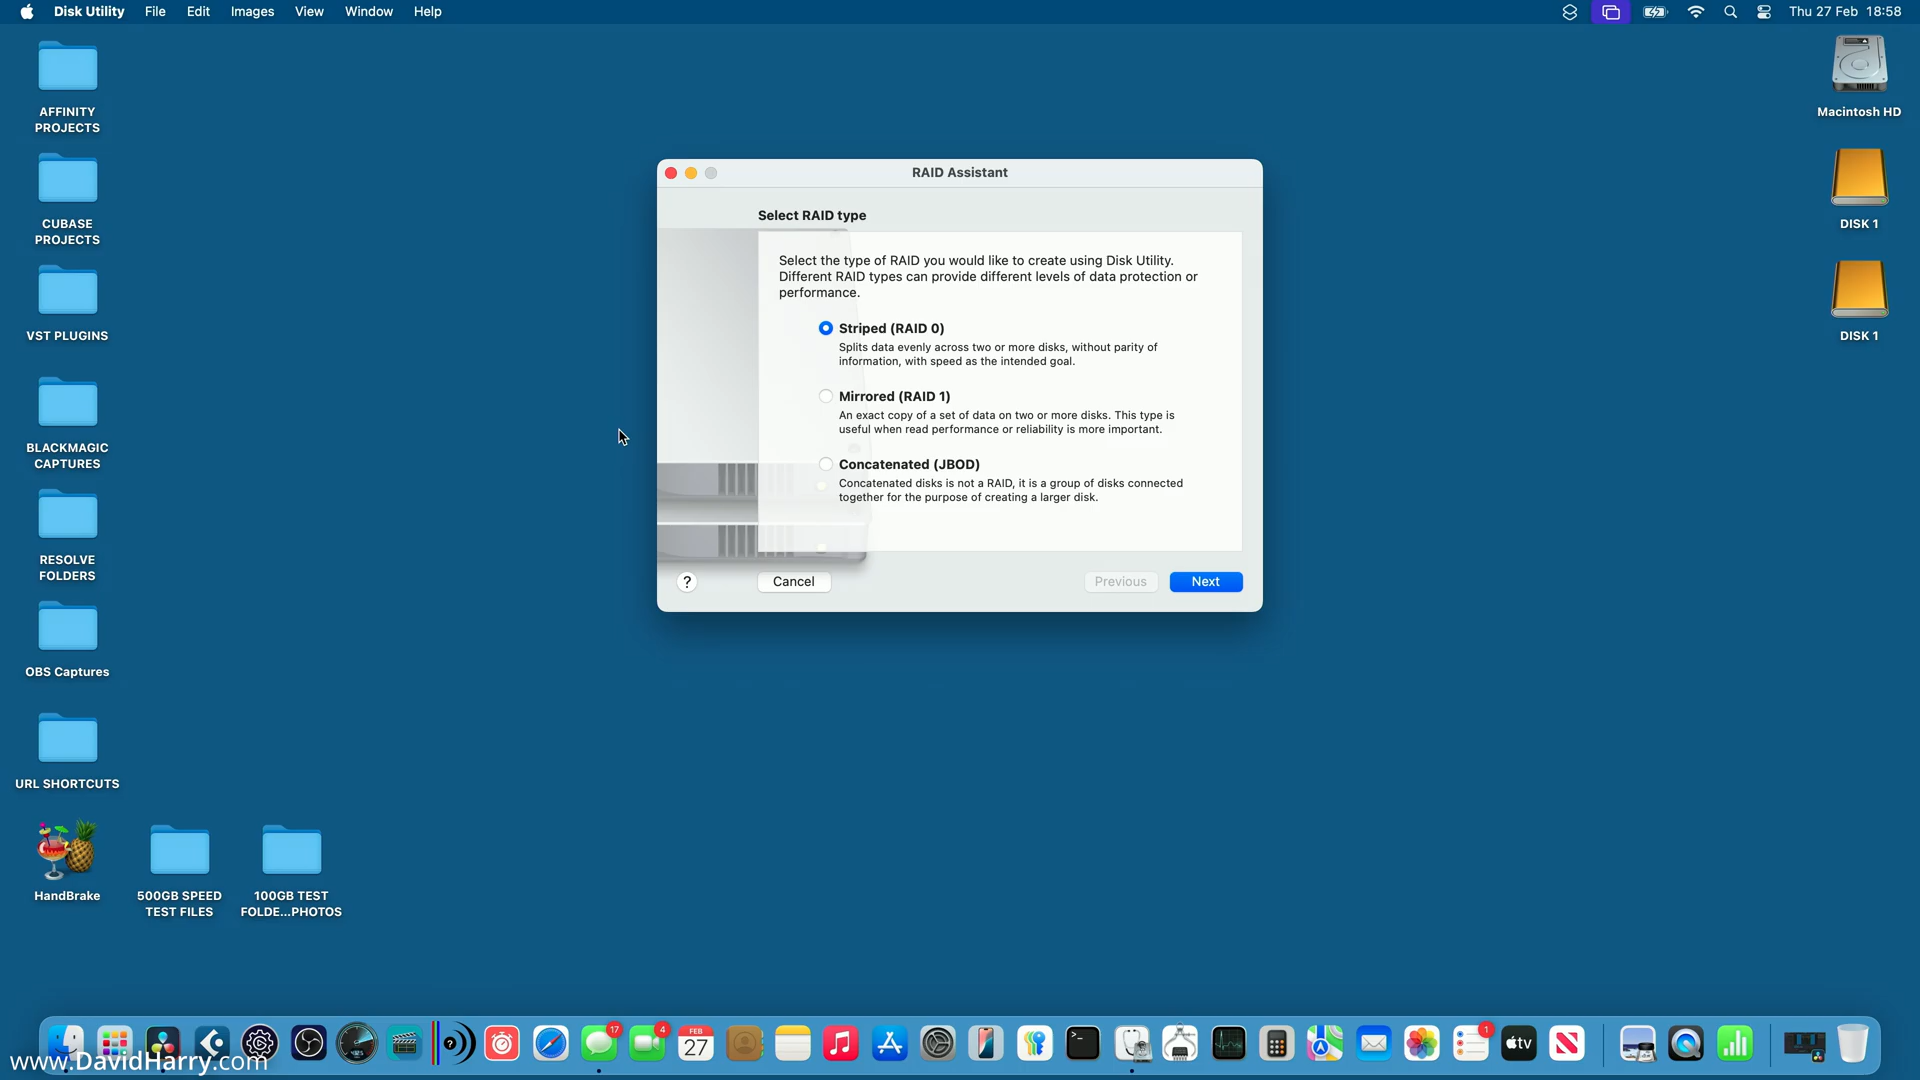 Disk Utility File Edit Images View Window Help
Thu 27 Feb 18:58
AFFINITY
PROJECTS
CUBASE
PROJECTS
VST PLUGINS
BLACKMAGIC
CAPTURES
RESOLVE
FOLDERS
OBS Captures
URL SHORTCUTS
HandBrake
500GB SPEED
TEST FILES
100GB TEST
FOLDE...PHOTOS
Macintosh HD
DISK 1
DISK 1
RAID Assistant
Select RAID type
Select the type of RAID you would like to create using Disk Utility.
Different RAID types can provide different levels of data protection or
performance.
Striped (RAID 0)
Splits data evenly across two or more disks, without parity of
information, with speed as the intended goal.
Mirrored (RAID 1)
An exact copy of a set of data on two or more disks. This type is
useful when read performance or reliability is more important.
Concatenated (JBOD)
Concatenated disks is not a RAID, it is a group of disks connected
together for the purpose of creating a larger disk.
?
Cancel
Previous
Next
17
4
FEB
27
1
tv
www.DavidHarry.com